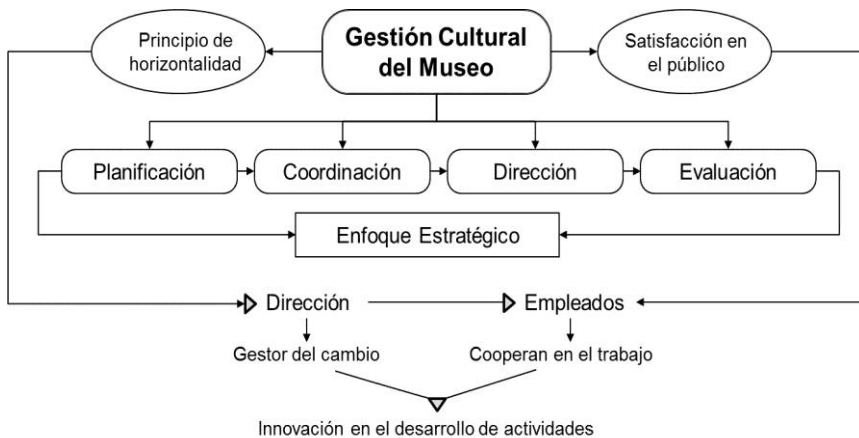 Principio de
horizontalidad
Gestión Cultural
del Museo
Satisfacción en
el público
Planificación
Coordinación
Dirección
Evaluación
Enfoque Estratégico
Dirección
Empleados
Gestor del cambio
Cooperan en el trabajo
Innovación en el desarrollo de actividades